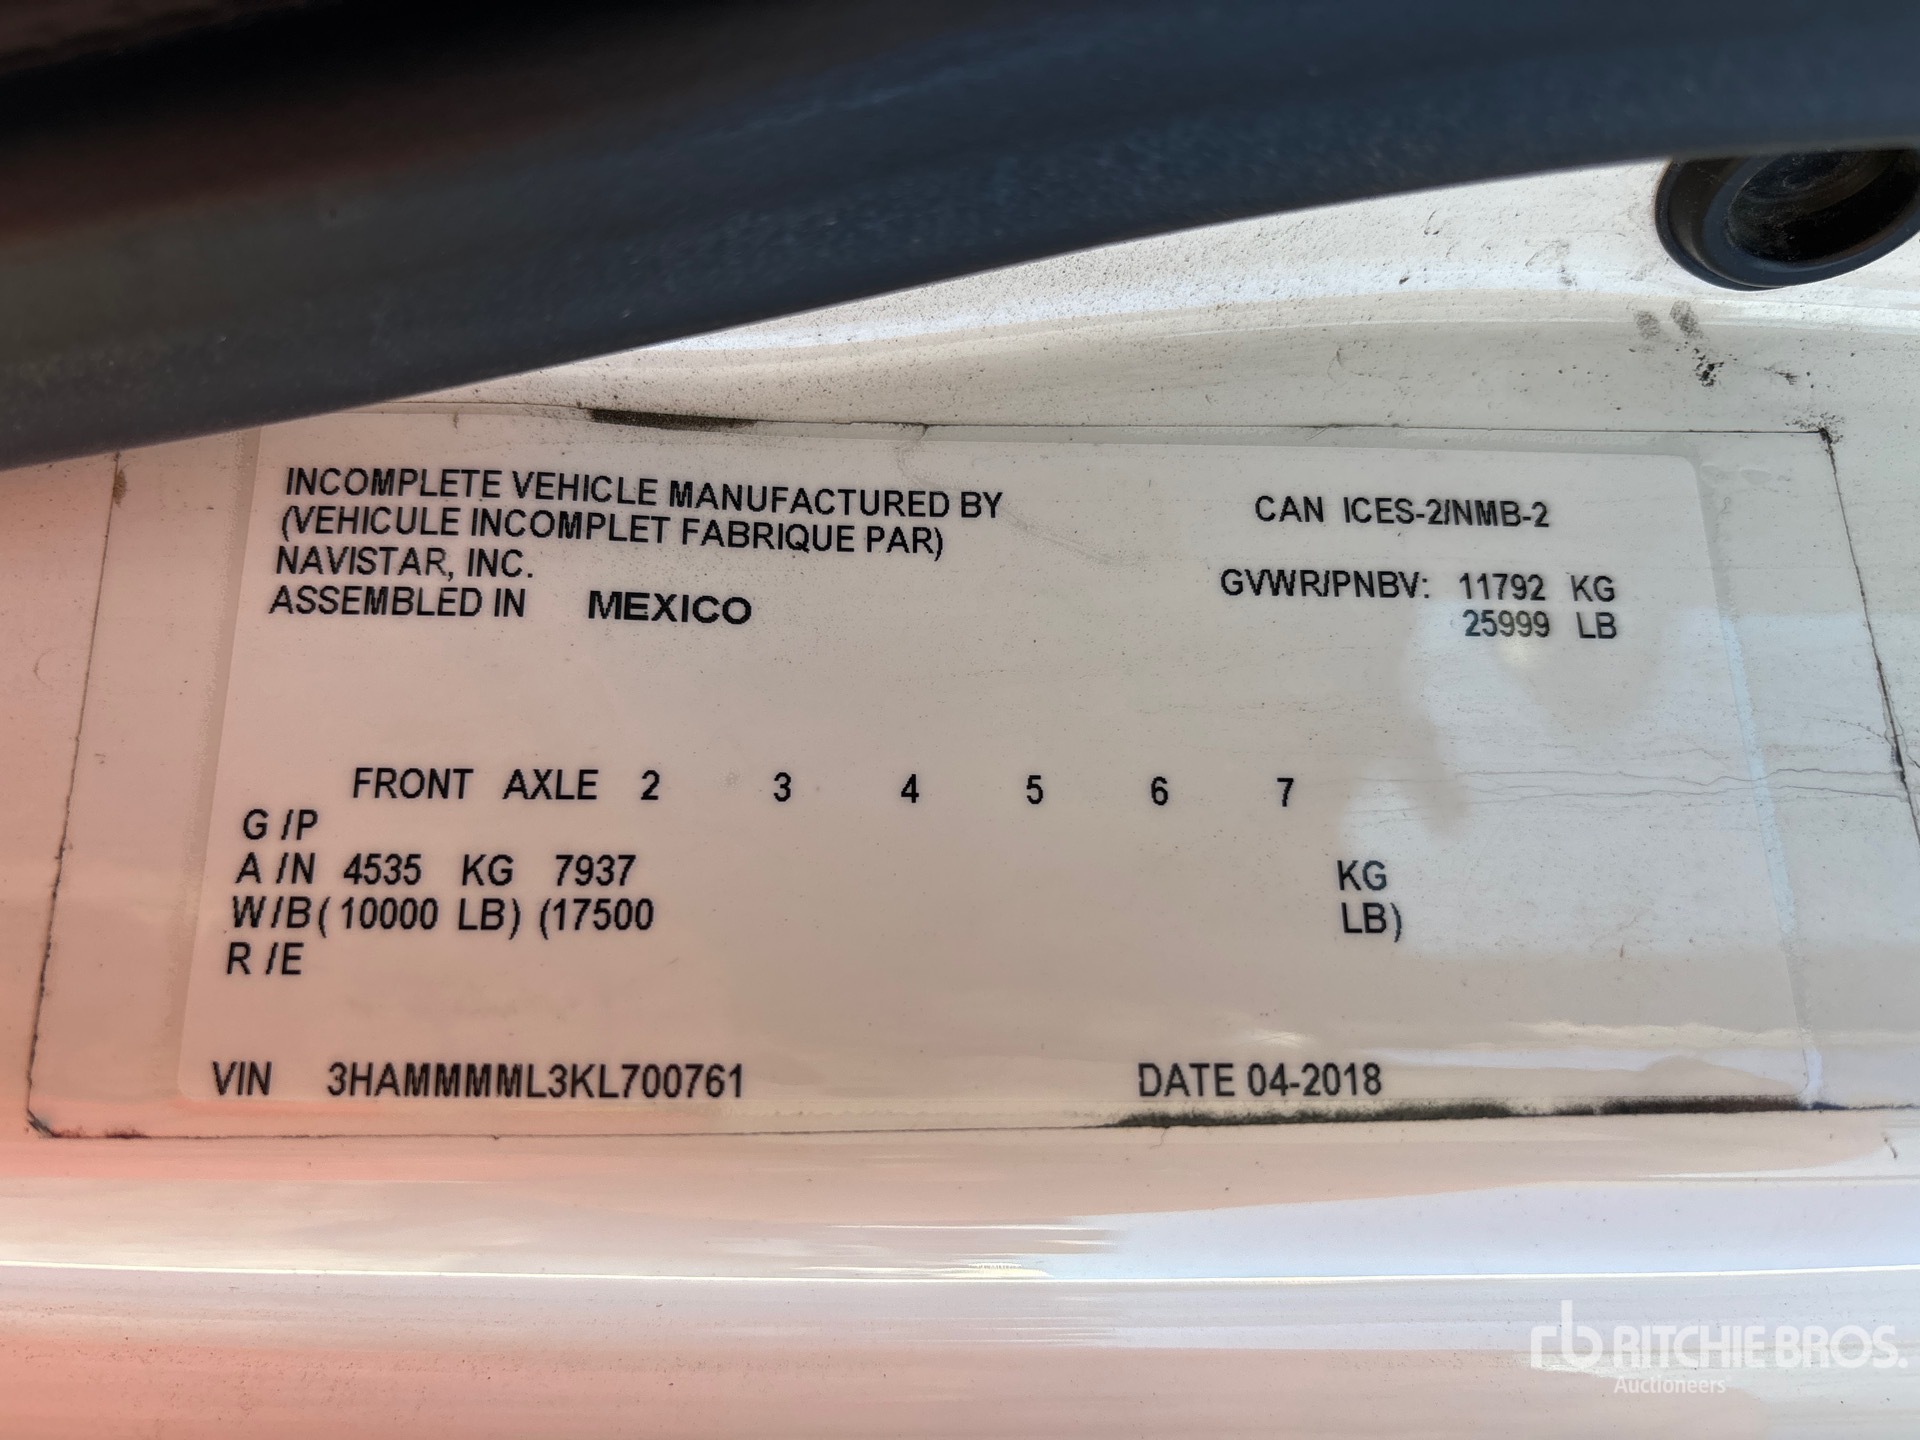 INCOMPLETE VEHICLE MANUFACTURED BY
(VEHICULE INCOMPLET FABRIQUE PAR)
NAVISTAR, INC.
ASSEMBLED IN MEXICO
CAN ICES-2/NMB-2
GVWR/PNBV: 11792 KG
25999 LB
FRONT AXLE 2 3 4 5 6 7
G /P
A /N 4535 KG 7937 KG
W/B (10000 LB) (17500 LB)
R /E
VIN 3HAMMMML3KL700761 DATE 04-2018
rb RITCHIE BROS.
Auctioneers